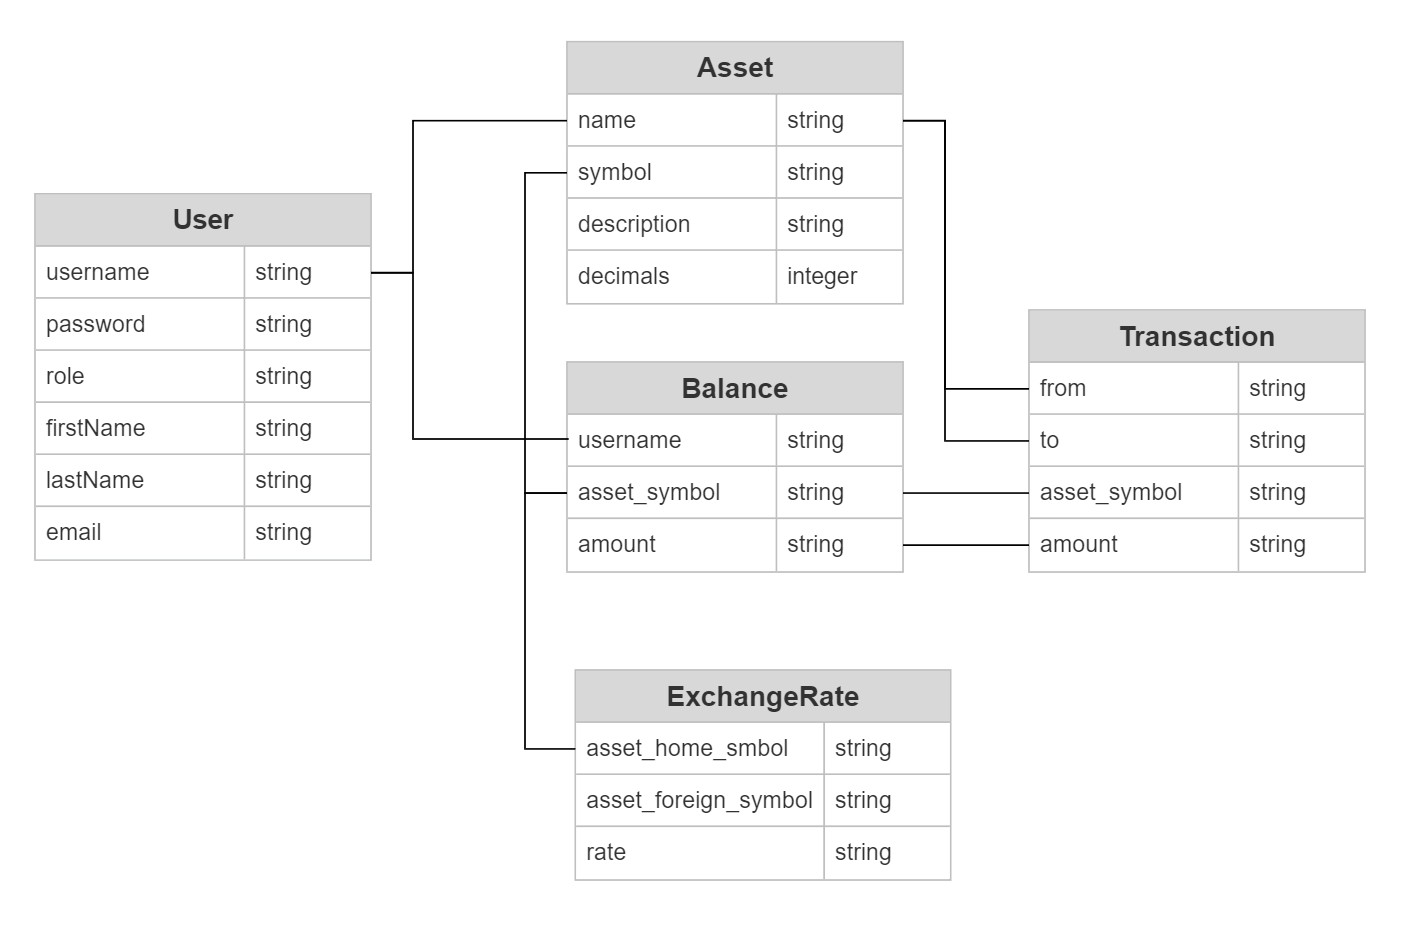 User
username string
password string
role string
firstName string
lastName string
email string
Asset
name string
symbol string
description string
decimals integer
Balance
username string
asset_symbol string
amount string
Transaction
from string
to string
asset_symbol string
amount string
ExchangeRate
asset_home_smbol string
asset_foreign_symbol string
rate string